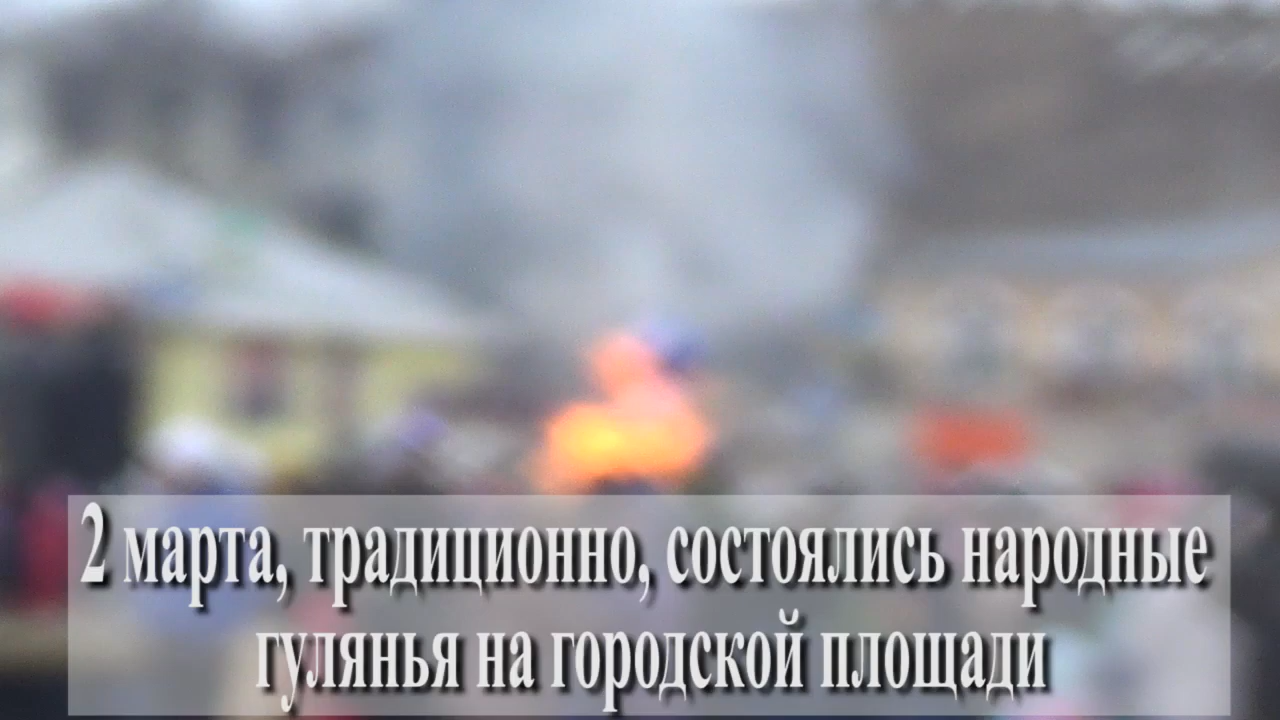 2 марта, традиционно, состоялись народные
гулянья на городской площади